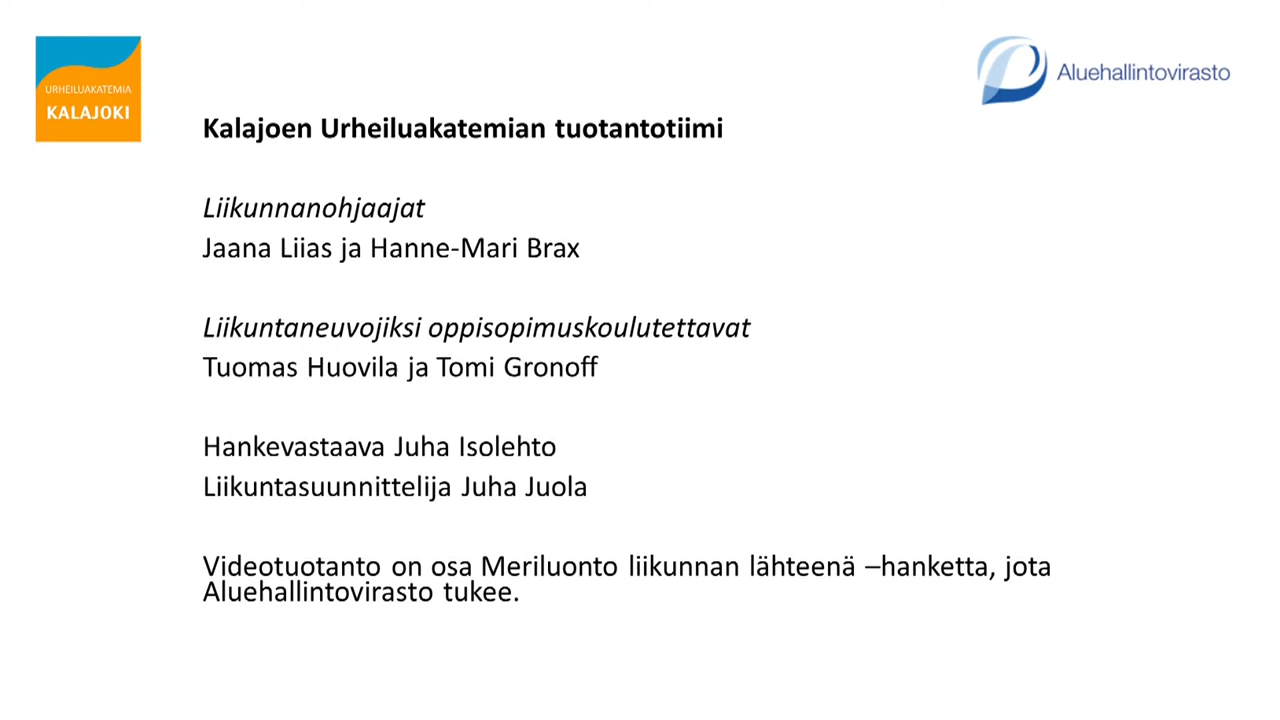 URHEILUAKATEMIA
KALAJOKI
Aluehallintovirasto
Kalajoen Urheiluakatemian tuotantotiimi
Liikunnanohjaajat
Jaana Liias ja Hanne-Mari Brax
Liikuntaneuvojiksi oppisopimuskoulutettavat
Tuomas Huovila ja Tomi Gronoff
Hankevastaava Juha Isolehto
Liikuntasuunnittelija Juha Juola
Videotuotanto on osa Meriluonto liikunnan lähteenä –hanketta, jota
Aluehallintovirasto tukee.